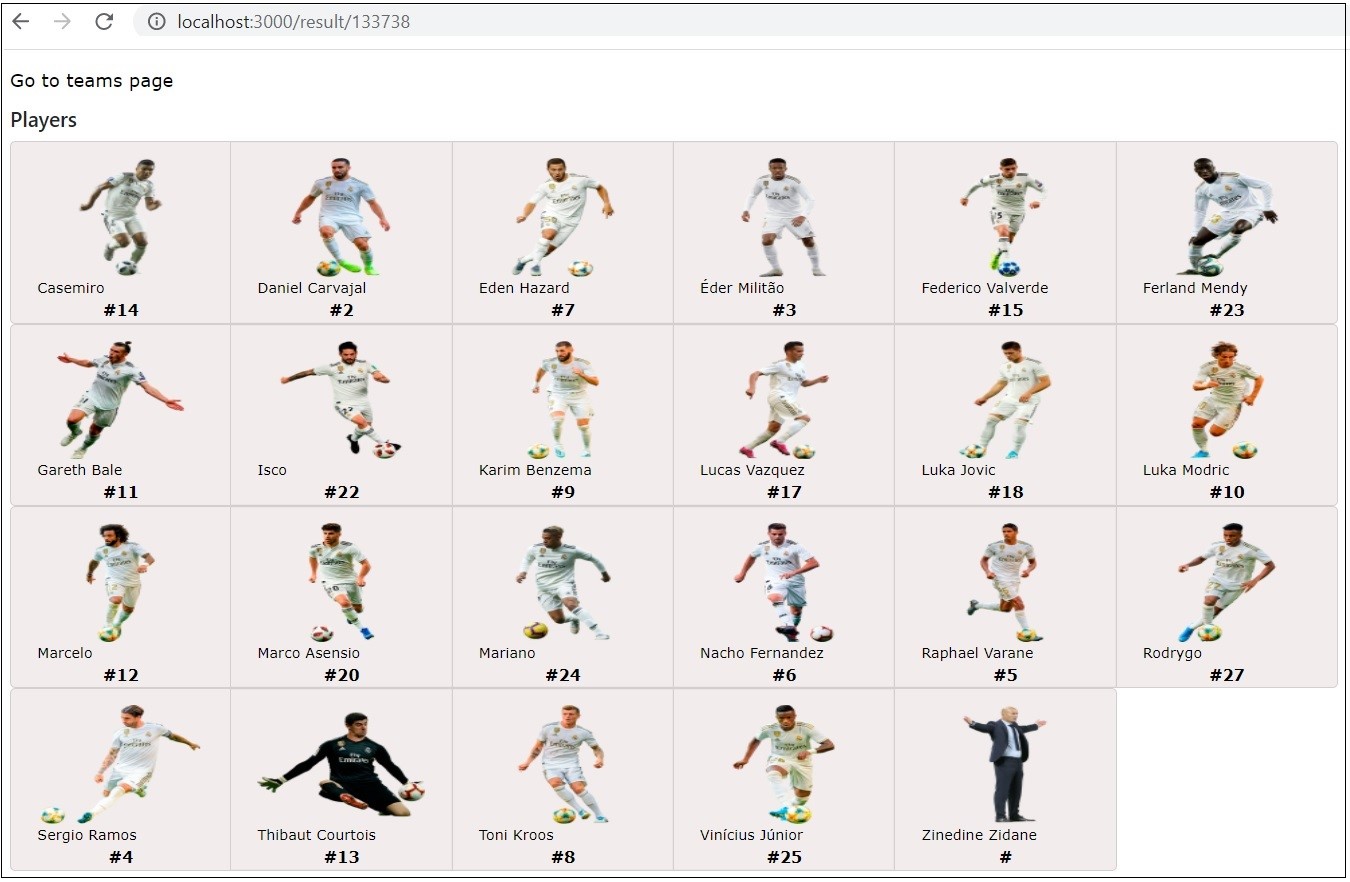 localhost:3000/result/133738
Go to teams page
Players
Casemiro
#14
Daniel Carvajal
#2
Eden Hazard
#7
Éder Militão
#3
Federico Valverde
#15
Ferland Mendy
#23
Gareth Bale
#11
Isco
#22
Karim Benzema
#9
Lucas Vazquez
#17
Luka Jovic
#18
Luka Modric
#10
Marcelo
#12
Marco Asensio
#20
Mariano
#24
Nacho Fernandez
#6
Raphael Varane
#5
Rodrygo
#27
Sergio Ramos
#4
Thibaut Courtois
#13
Toni Kroos
#8
Vinícius Júnior
#25
Zinedine Zidane
#